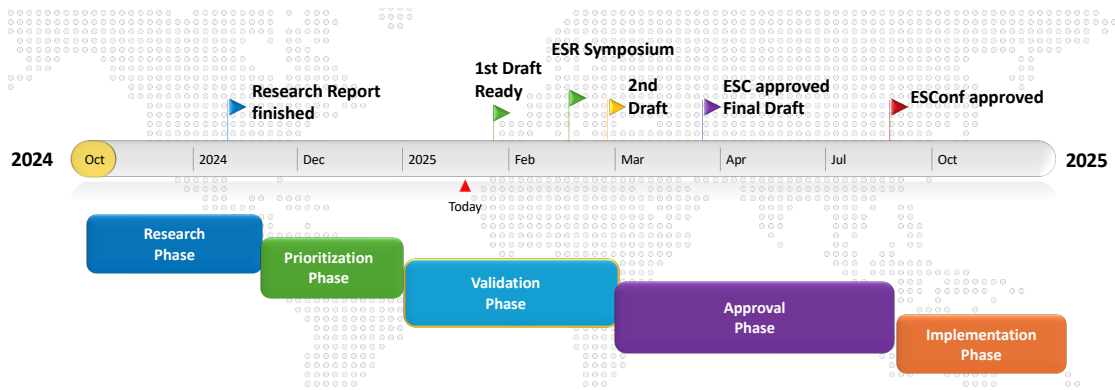 ESR Symposium
1st Draft
Ready
2nd
Draft
Research Report
finished
ESC approved
Final Draft
ESConf approved
2024
Oct
2024
Dec
2025
Feb
Mar
Apr
Jul
Oct
2025
Today
Research
Phase
Prioritization
Phase
Validation
Phase
Approval
Phase
Implementation
Phase